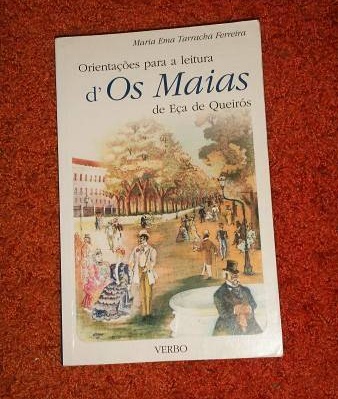 Maria Ema Tarracha Ferreira
Orientações para a leitura
d'Os Maias
de Eça de Queirós
VERBO